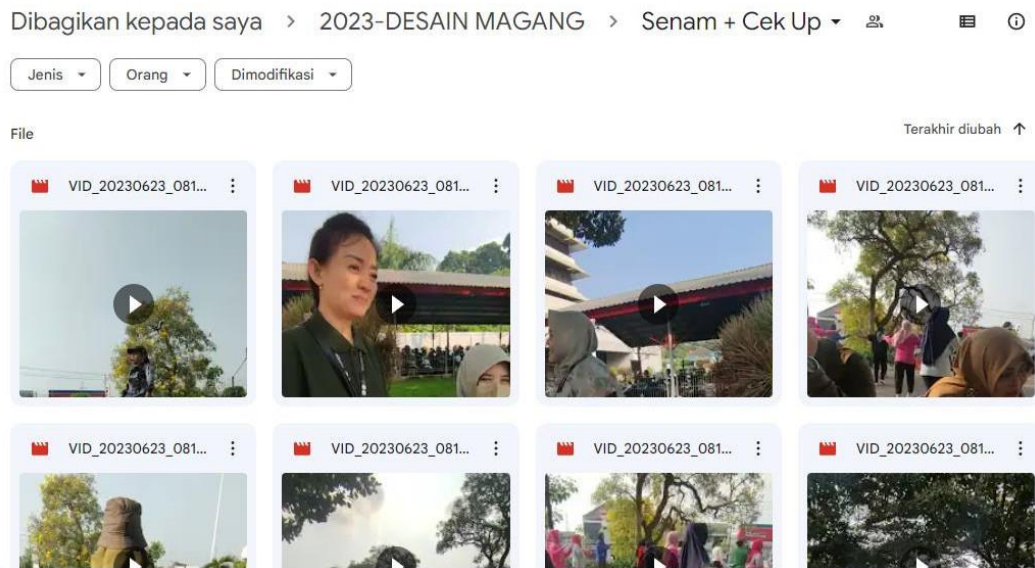 Dibagikan kepada saya > 2023-DESAIN MAGANG > Senam + Cek Up
Jenis Orang Dimodifikasi
File Terakhir diubah
VID_20230623_081... VID_20230623_081... VID_20230623_081... VID_20230623_081...
VID_20230623_081... VID_20230623_081... VID_20230623_081... VID_20230623_081...